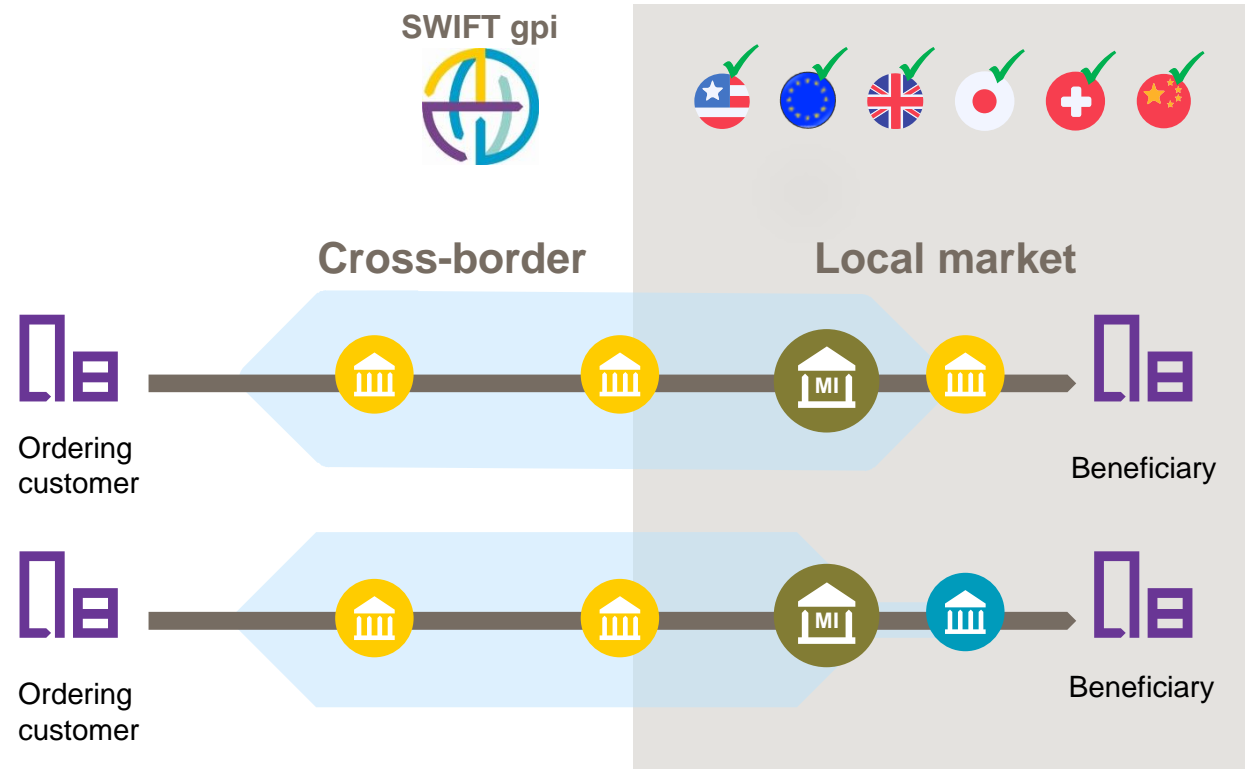 SWIFT gpi
Cross-border
Local market
MI
Ordering
customer
Beneficiary
MI
Ordering
customer
Beneficiary